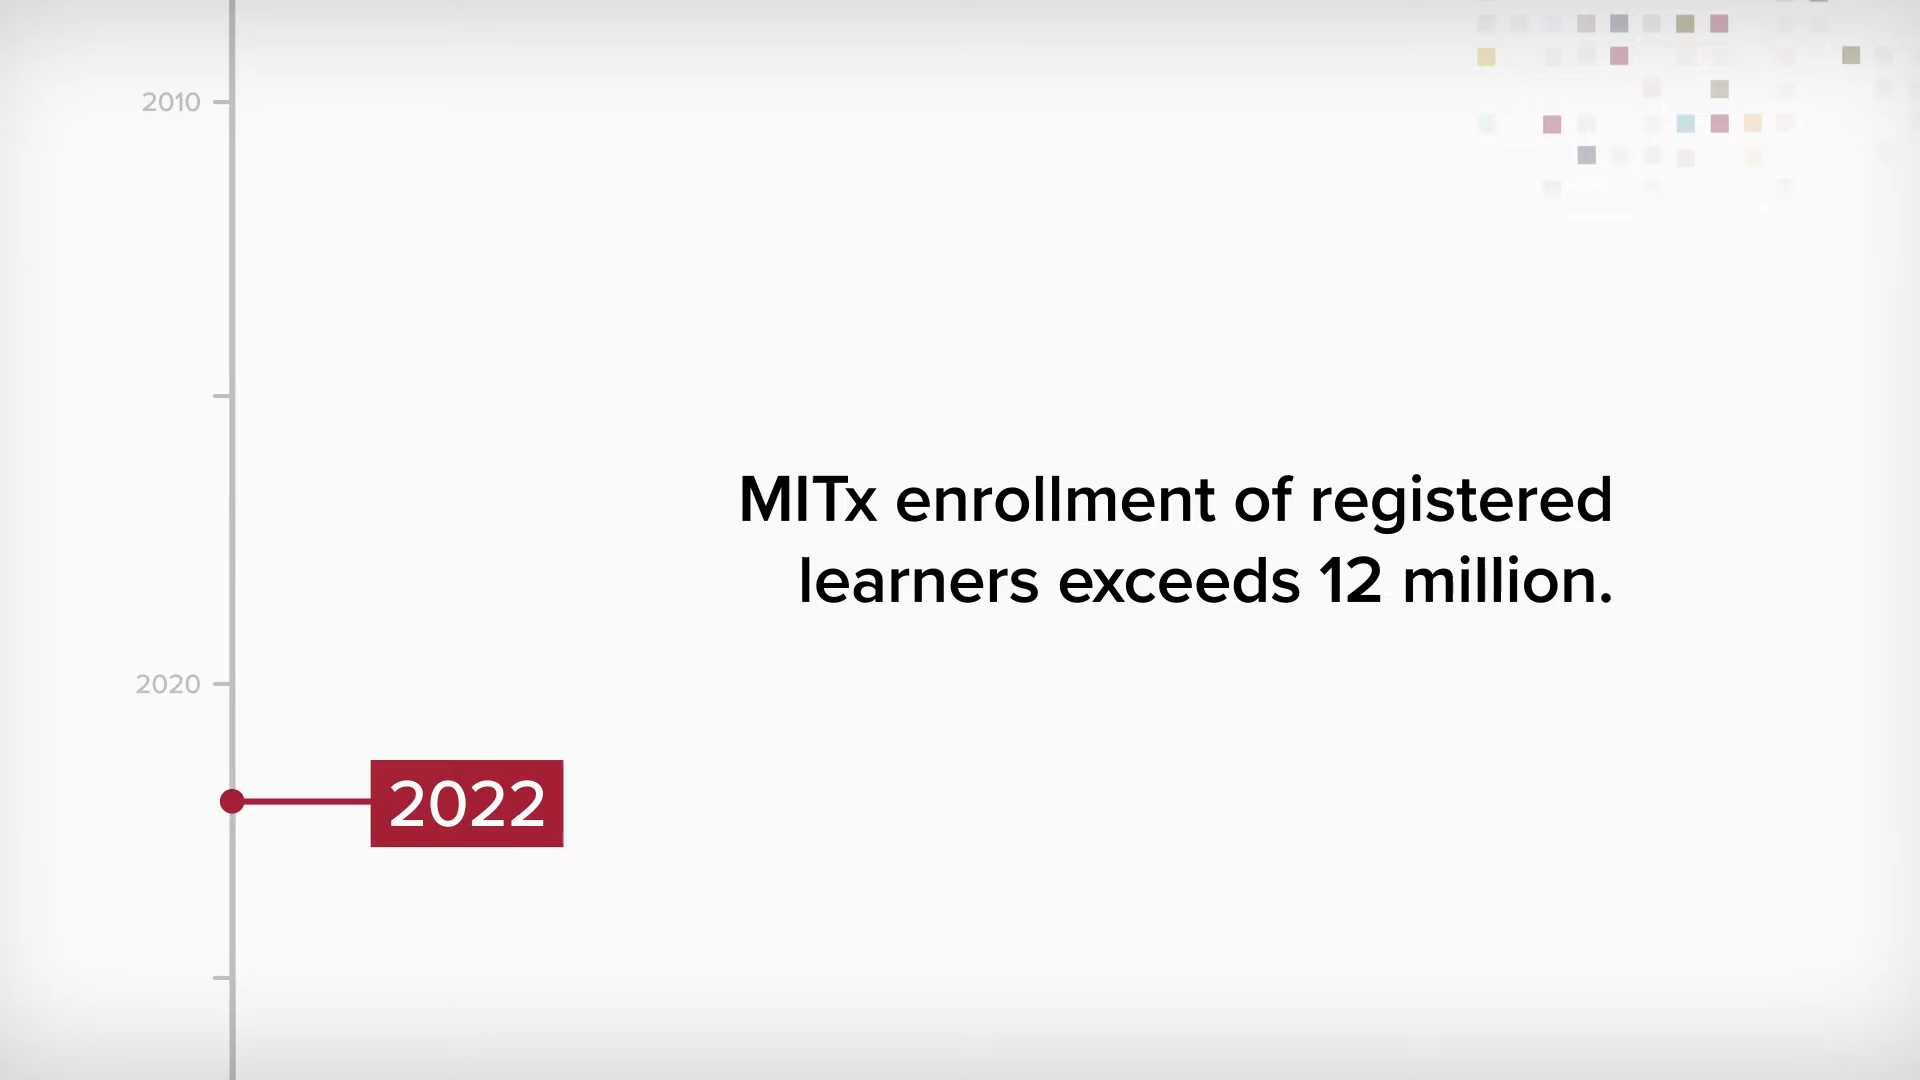 2010
MITx enrollment of registered
learners exceeds 12 million.
2020
2022